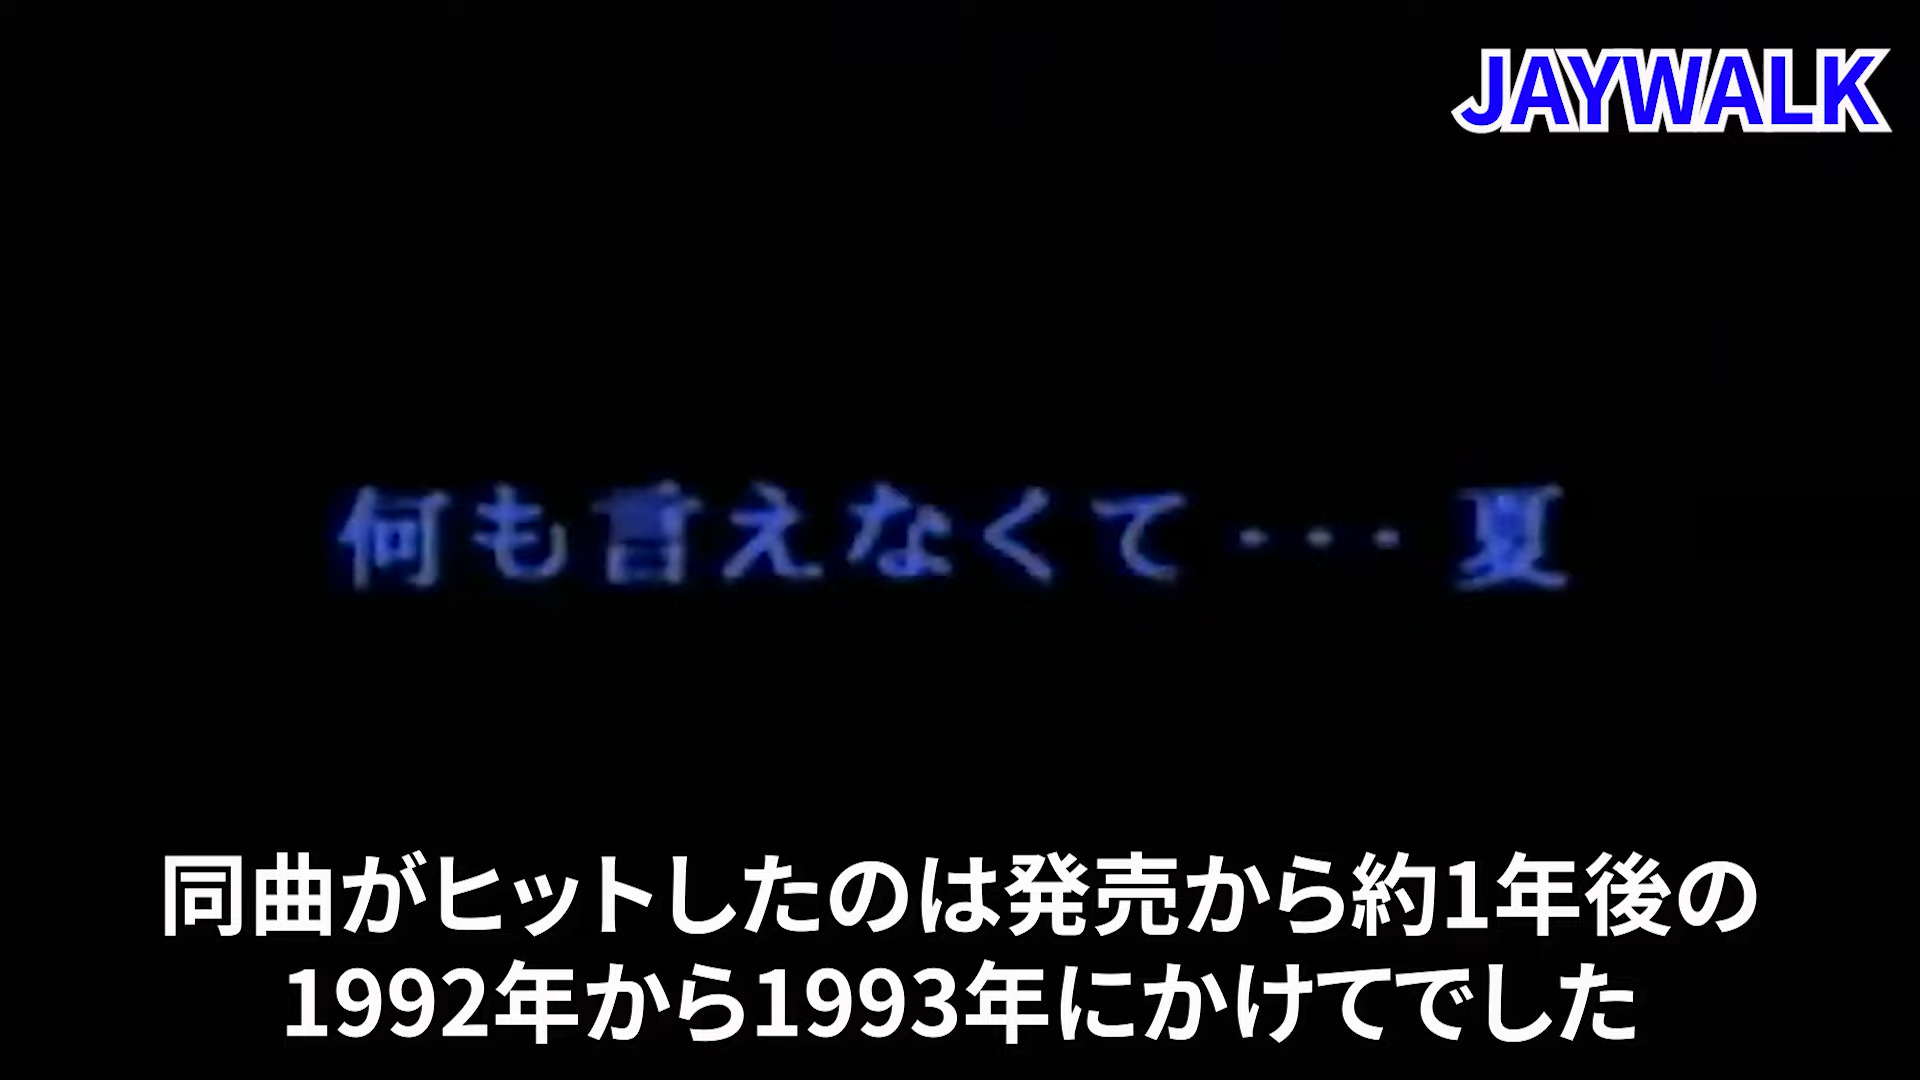 JAYWALK
何も言えなくて・・・夏
同曲がヒットしたのは発売から約1年後の
1992年から1993年にかけてでした